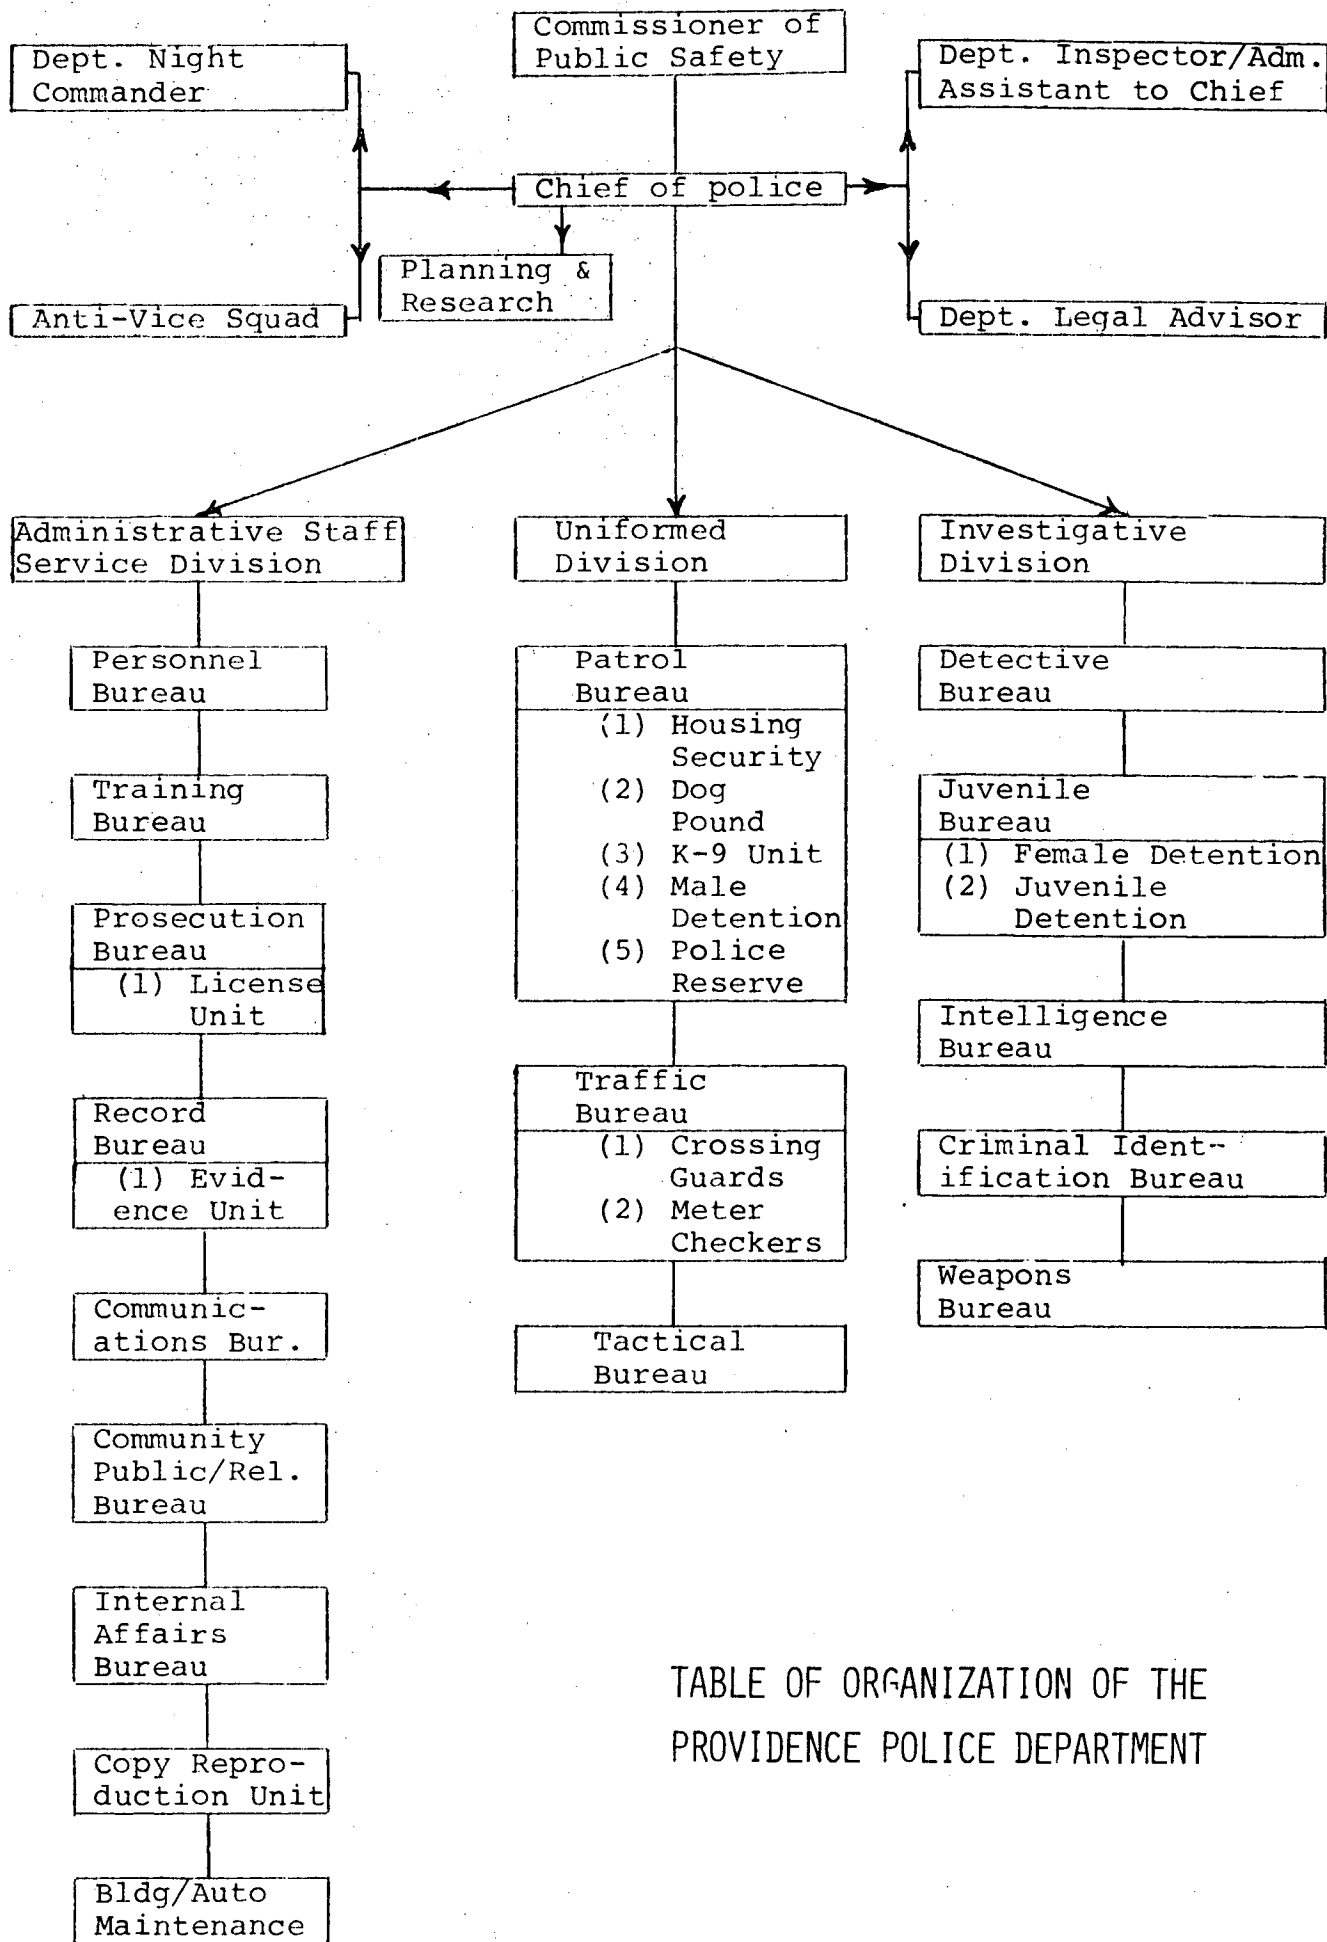 Commissioner of
Public Safety
Dept. Night
Commander
Dept. Inspector/Adm.
Assistant to Chief
Chief of police
Planning &
Research
Anti-Vice Squad
Dept. Legal Advisor
Administrative Staff
Service Division
Personnel
Bureau
Training
Bureau
Prosecution
Bureau
(1) License
Unit
Record
Bureau
(1) Evid-
ence Unit
Communic-
ations Bur.
Community
Public/Rel.
Bureau
Internal
Affairs
Bureau
Copy Repro-
duction Unit
Bldg/Auto
Maintenance
Uniformed
Division
Patrol
Bureau
(1) Housing
Security
(2) Dog
Pound
(3) K-9 Unit
(4) Male
Detention
(5) Police
Reserve
Traffic
Bureau
(1) Crossing
Guards
(2) Meter
Checkers
Tactical
Bureau
Investigative
Division
Detective
Bureau
Juvenile
Bureau
(1) Female Detention
(2) Juvenile
Detention
Intelligence
Bureau
Criminal Ident-
ification Bureau
Weapons
Bureau
TABLE OF ORGANIZATION OF THE
PROVIDENCE POLICE DEPARTMENT